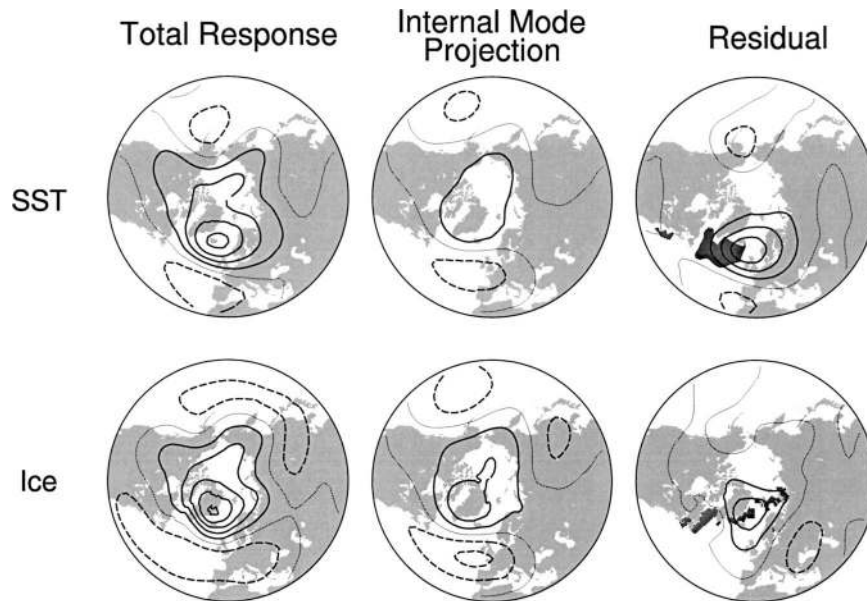 Total Response
Internal Mode
Projection
Residual
SST
Ice